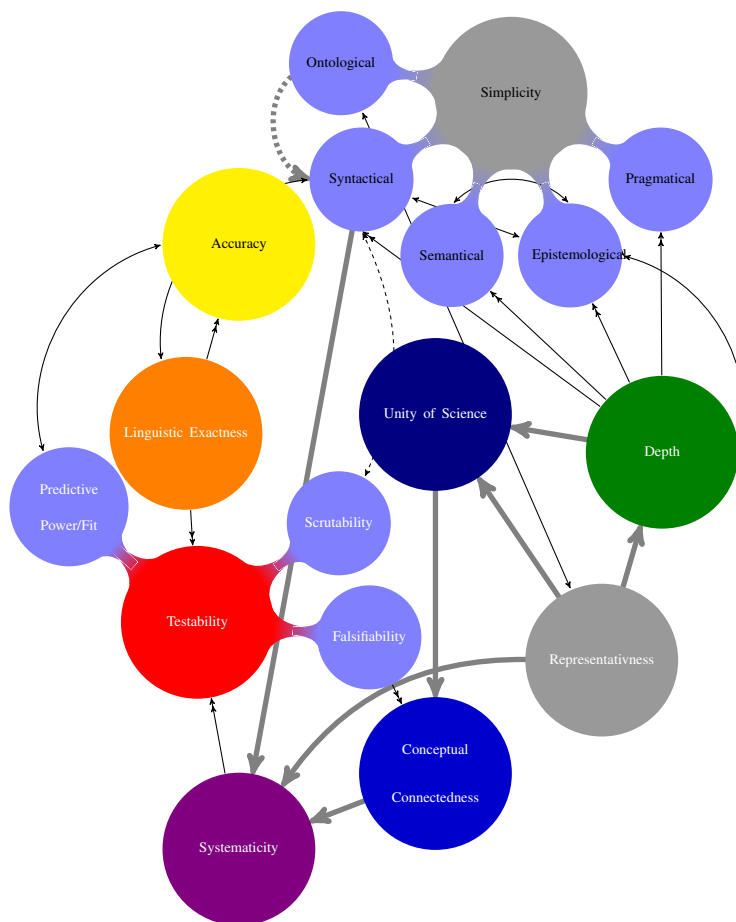 Ontological
Simplicity
Syntactical
Pragmatical
Accuracy
Semantical
Epistemological
Unity of Science
Linguistic Exactness
Depth
Predictive
Power/Fit
Scrutability
Testability
Falsifiability
Representativness
Conceptual
Connectedness
Systematicity